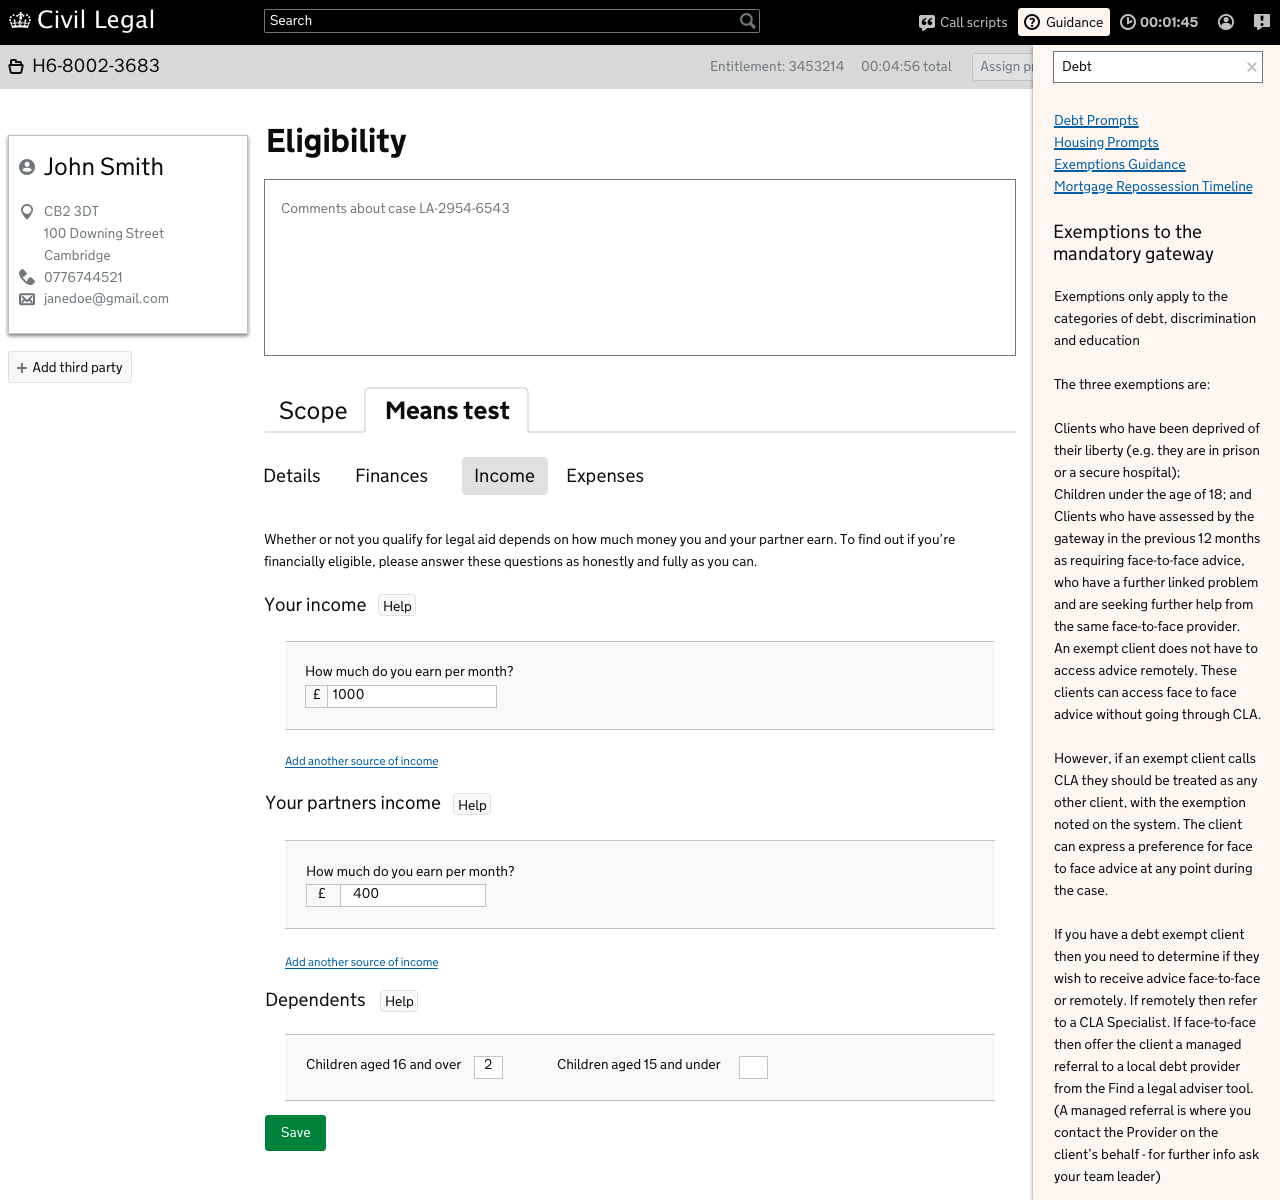 Civil Legal
Search
Call scripts
Guidance
00:01:45
H6-8002-3683
Entitlement: 3453214
00:04:56 total
Assign pr
John Smith
CB2 3DT
100 Downing Street
Cambridge
0776744521
janedoe@gmail.com
+ Add third party
Eligibility
Comments about case LA-2954-6543
Scope
Means test
Details
Finances
Income
Expenses
Whether or not you qualify for legal aid depends on how much money you and your partner earn. To find out if you’re
financially eligible, please answer these questions as honestly and fully as you can.
Your income
Help
How much do you earn per month?
£ 1000
Add another source of income
Your partners income
Help
How much do you earn per month?
£ 400
Add another source of income
Dependents
Help
Children aged 16 and over 2
Children aged 15 and under
Save
Debt
Debt Prompts
Housing Prompts
Exemptions Guidance
Mortgage Repossession Timeline
Exemptions to the
mandatory gateway
Exemptions only apply to the
categories of debt, discrimination
and education
The three exemptions are:
Clients who have been deprived of
their liberty (e.g. they are in prison
or a secure hospital);
Children under the age of 18; and
Clients who have assessed by the
gateway in the previous 12 months
as requiring face-to-face advice,
who have a further linked problem
and are seeking further help from
the same face-to-face provider.
An exempt client does not have to
access advice remotely. These
clients can access face to face
advice without going through CLA.
However, if an exempt client calls
CLA they should be treated as any
other client, with the exemption
noted on the system. The client
can express a preference for face
to face advice at any point during
the case.
If you have a debt exempt client
then you need to determine if they
wish to receive advice face-to-face
or remotely. If remotely then refer
to a CLA Specialist. If face-to-face
then offer the client a managed
referral to a local debt provider
from the Find a legal adviser tool.
(A managed referral is where you
contact the Provider on the
client’s behalf - for further info ask
your team leader)